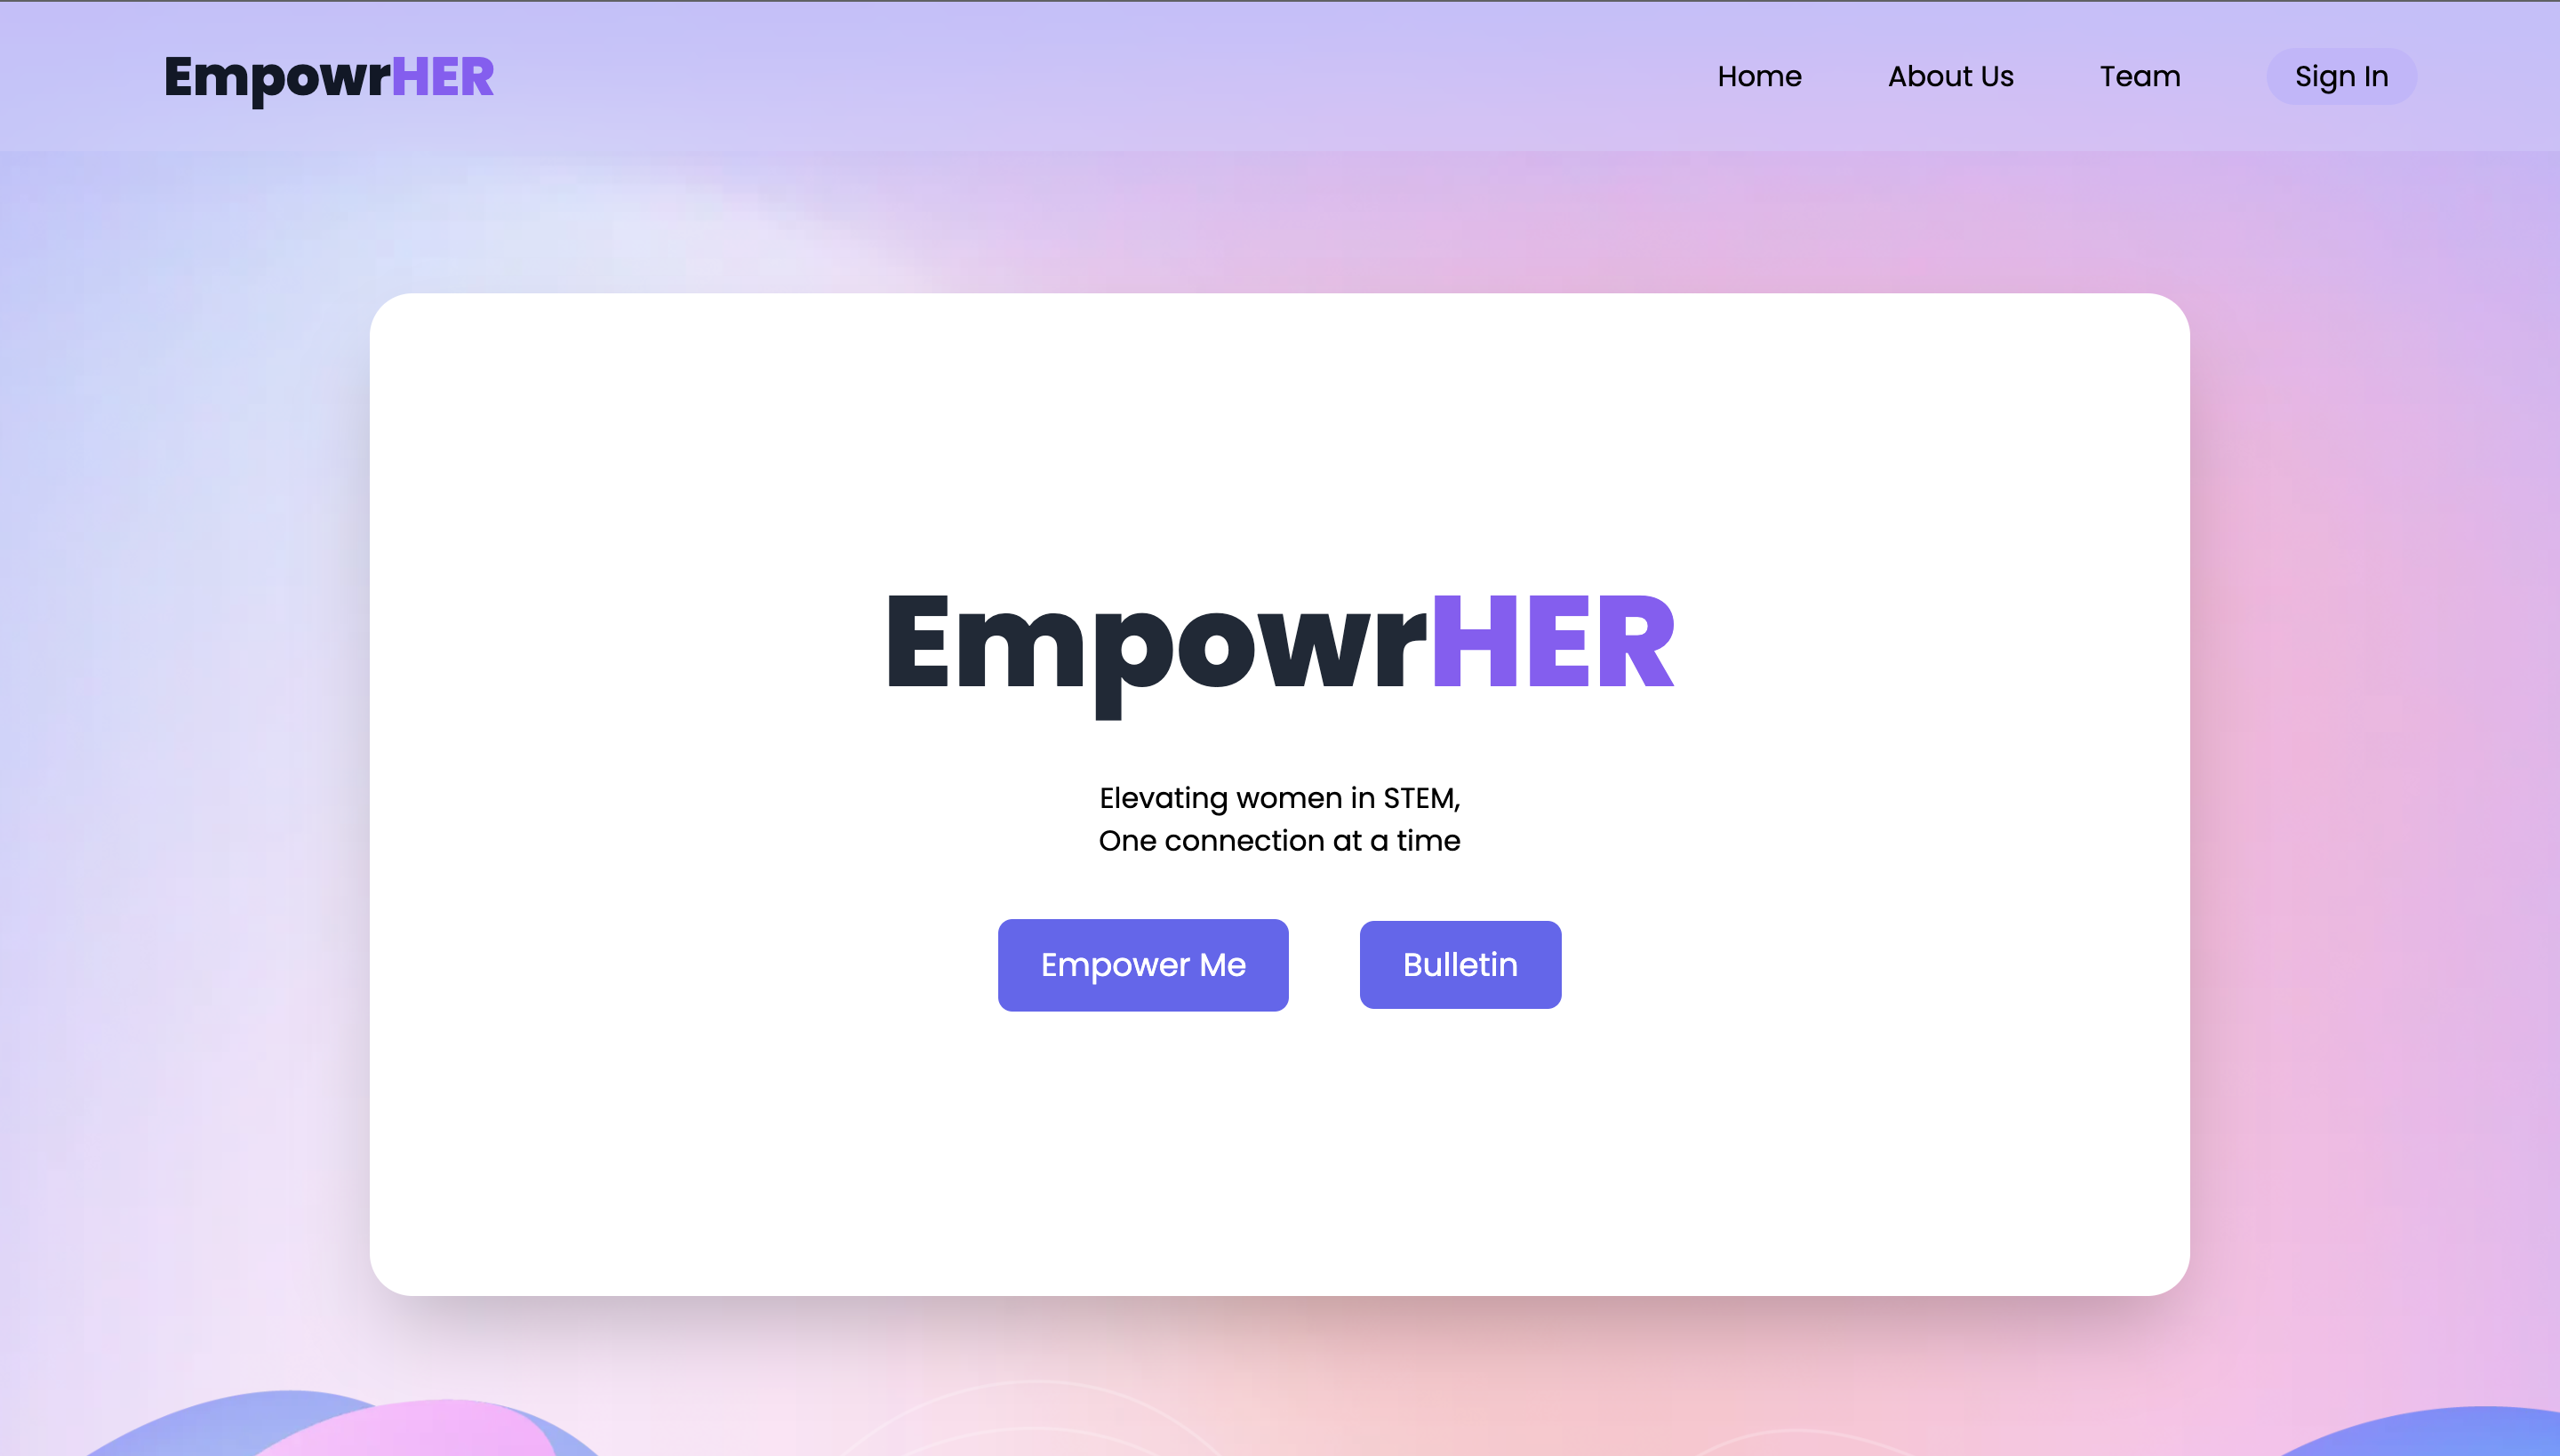 EmpowrHER
Home About Us Team Sign In
EmpowrHER
Elevating women in STEM,
One connection at a time
Empower Me Bulletin